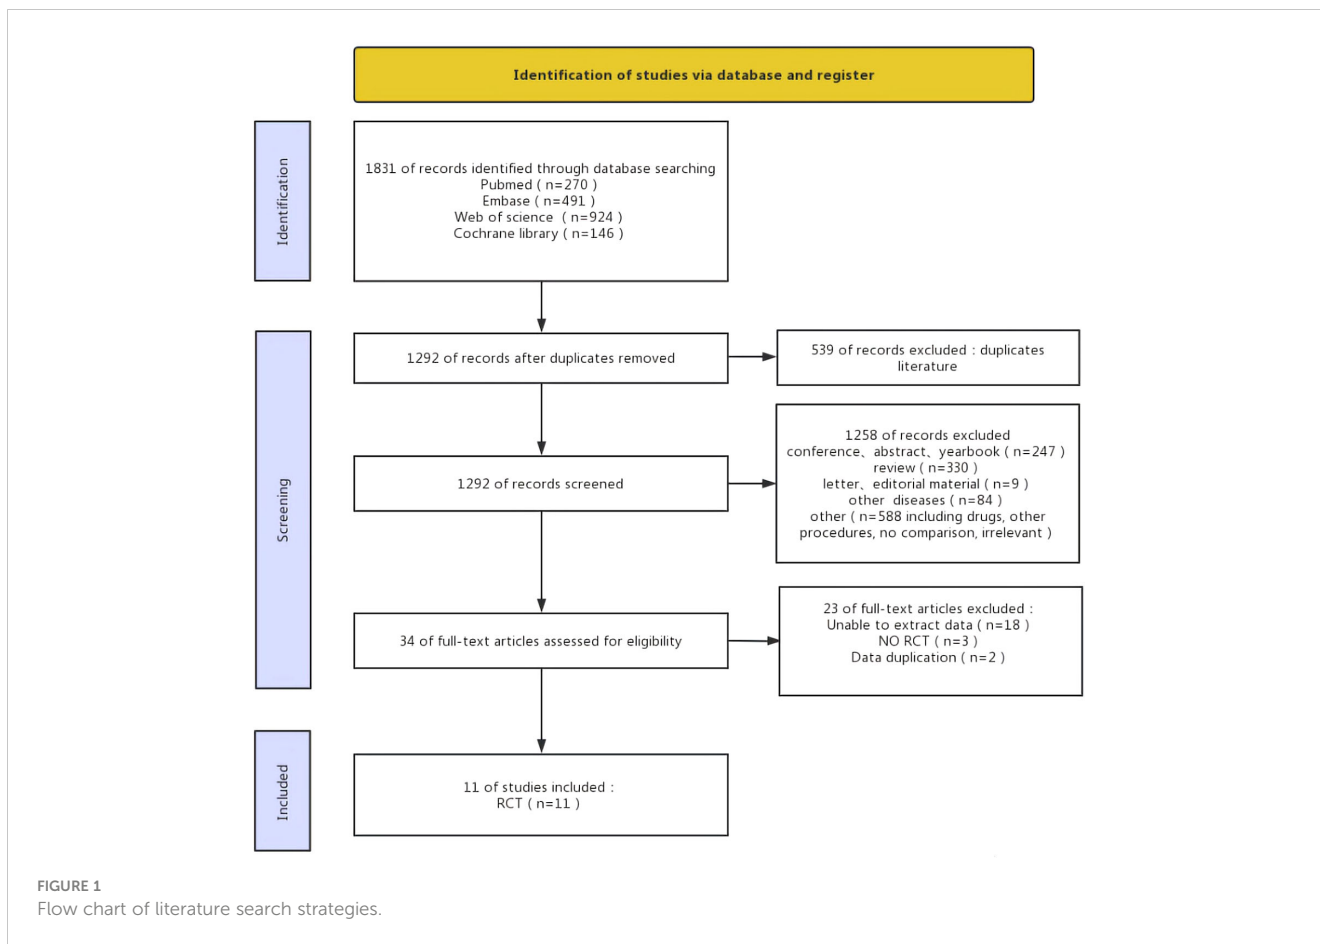 Identification of studies via database and register
Identification
1831 of records identified through database searching
Pubmed ( n=270 )
Embase ( n=491 )
Web of science ( n=924 )
Cochrane library ( n=146 )
Screening
1292 of records after duplicates removed
539 of records excluded : duplicates
literature
1292 of records screened
1258 of records excluded
conference、abstract、yearbook ( n=247 )
review ( n=330 )
letter、editorial material ( n=9 )
other diseases ( n=84 )
other ( n=588 including drugs, other
procedures, no comparison, irrelevant )
34 of full-text articles assessed for eligibility
23 of full-text articles excluded :
Unable to extract data ( n=18 )
NO RCT ( n=3 )
Data duplication ( n=2 )
Included
11 of studies included :
RCT ( n=11 )
FIGURE 1
Flow chart of literature search strategies.